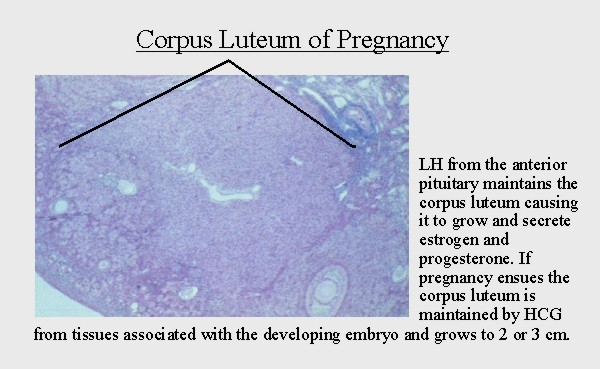 Corpus Luteum of Pregnancy
LH from the anterior
pituitary maintains the
corpus luteum causing
it to grow and secrete
estrogen and
progesterone. If
pregnancy ensues the
corpus luteum is
maintained by HCG
from tissues associated with the developing embryo and grows to 2 or 3 cm.